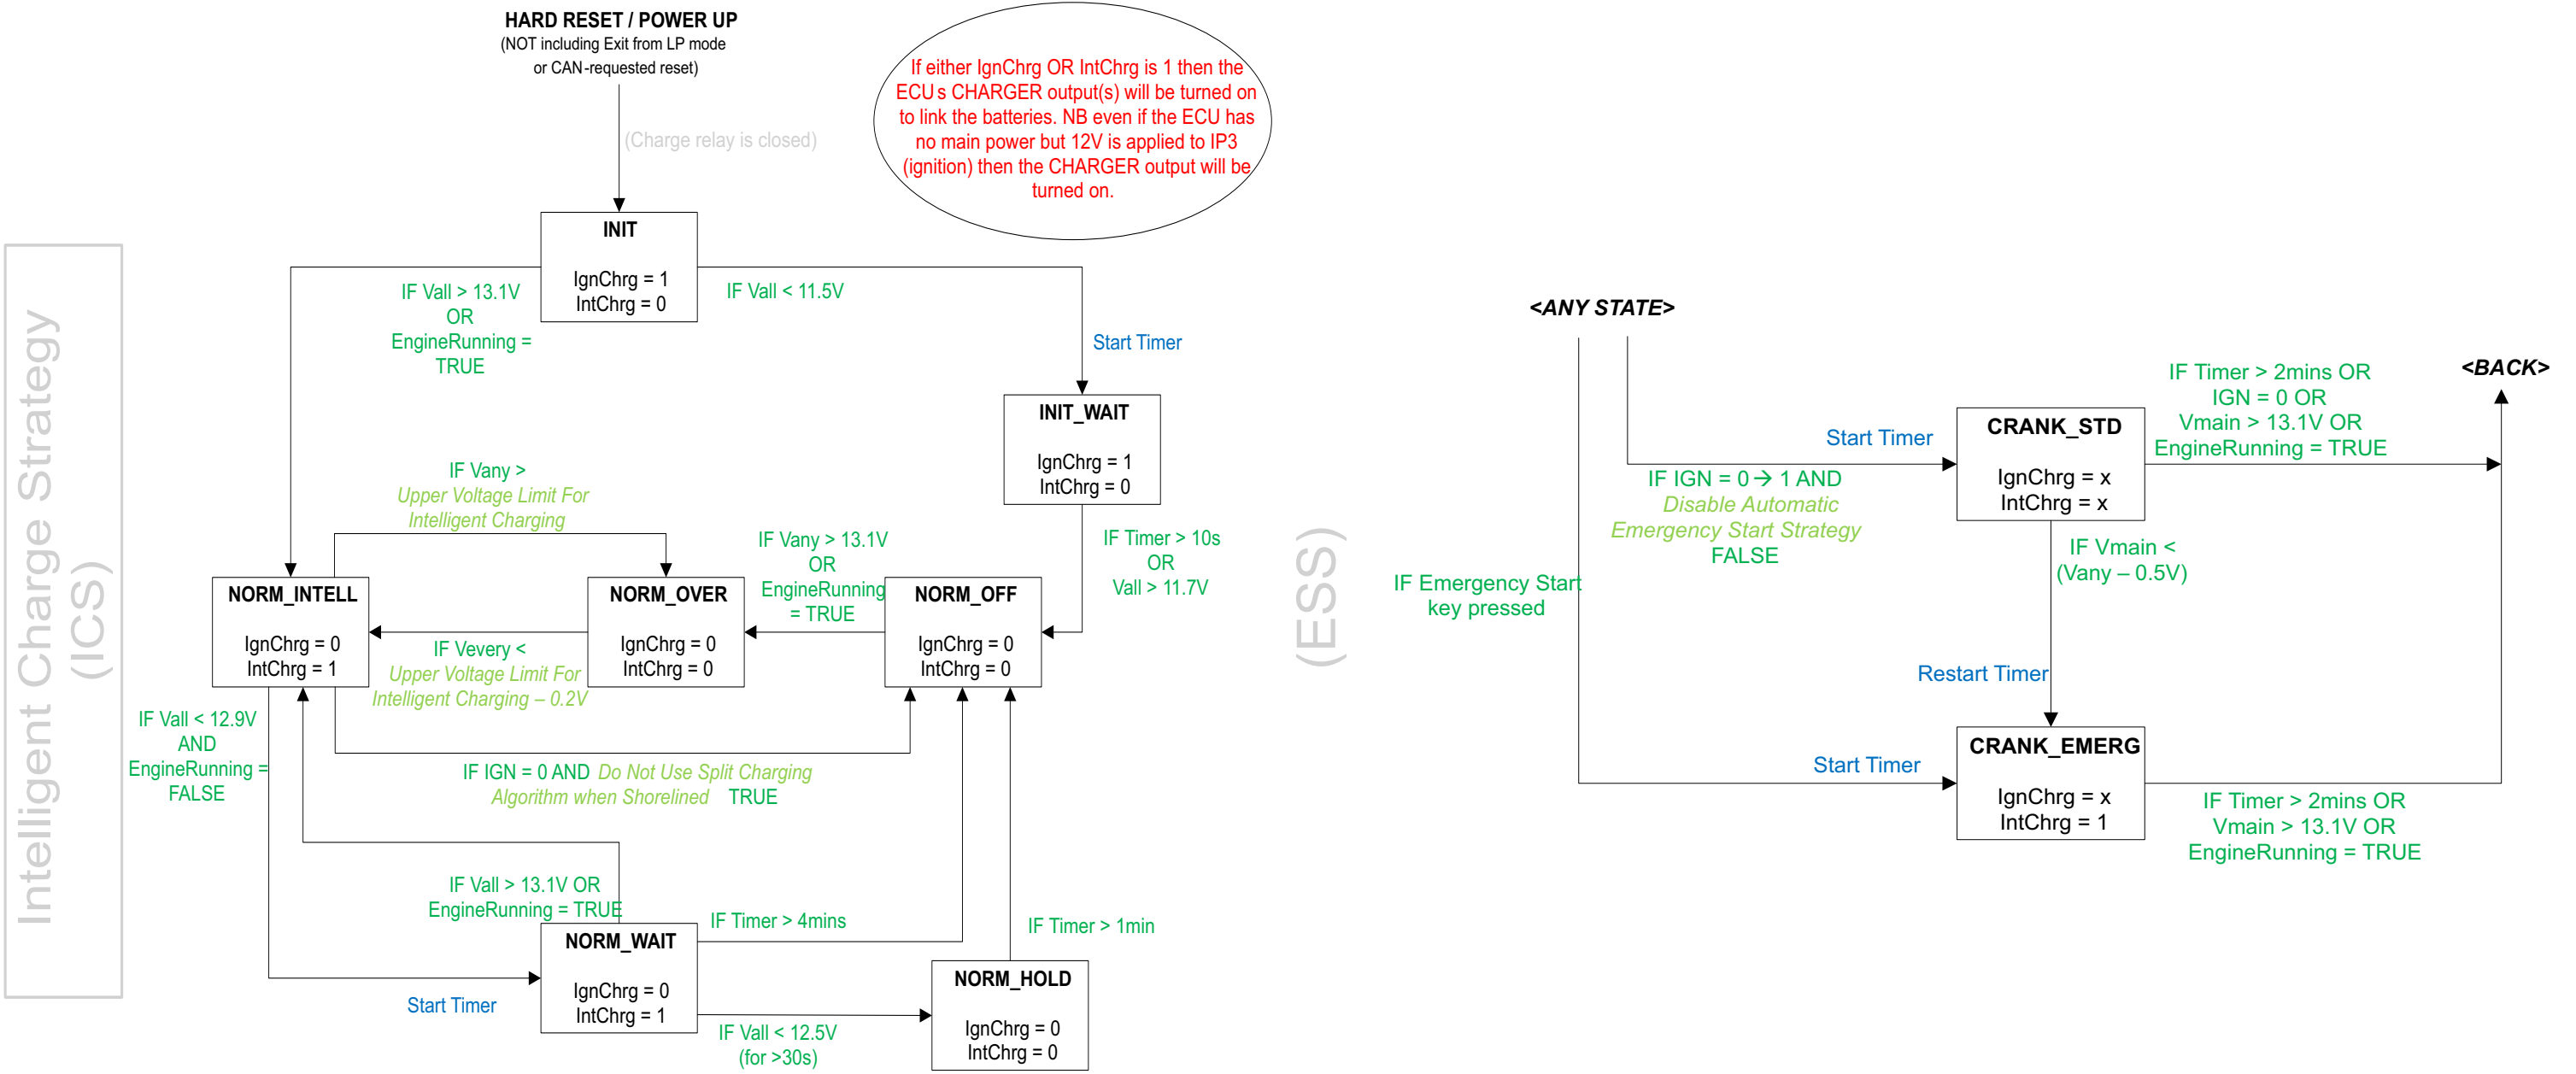 HARD RESET / POWER UP
(NOT including Exit from LP mode
or CAN-requested reset)
(Charge relay is closed)
If either IgnChrg OR IntChrg is 1 then the
ECUs CHARGER output(s) will be turned on
to link the batteries. NB even if the ECU has
no main power but 12V is applied to IP3
(ignition) then the CHARGER output will be
turned on.
Intelligent Charge Strategy
(ICS)
INIT
IgnChrg = 1
IntChrg = 0
IF Vall > 13.1V
OR
EngineRunning =
TRUE
IF Vall < 11.5V
Start Timer
INIT_WAIT
IgnChrg = 1
IntChrg = 0
IF Timer > 10s
OR
Vall > 11.7V
IF Vany >
Upper Voltage Limit For
Intelligent Charging
IF Vany > 13.1V
OR
EngineRunning
= TRUE
NORM_INTELL
IgnChrg = 0
IntChrg = 1
NORM_OVER
IgnChrg = 0
IntChrg = 0
NORM_OFF
IgnChrg = 0
IntChrg = 0
IF Vevery <
Upper Voltage Limit For
Intelligent Charging – 0.2V
IF Vall < 12.9V
AND
EngineRunning =
FALSE
IF IGN = 0 AND Do Not Use Split Charging
Algorithm when Shorelined TRUE
IF Vall > 13.1V OR
EngineRunning = TRUE
IF Timer > 4mins
IF Timer > 1min
Start Timer
NORM_WAIT
IgnChrg = 0
IntChrg = 1
IF Vall < 12.5V
(for >30s)
NORM_HOLD
IgnChrg = 0
IntChrg = 0
(ESS)
<ANY STATE>
<BACK>
Start Timer
IF IGN = 0 → 1 AND
Disable Automatic
Emergency Start Strategy
FALSE
IF Emergency Start
key pressed
CRANK_STD
IgnChrg = x
IntChrg = x
IF Timer > 2mins OR
IGN = 0 OR
Vmain > 13.1V OR
EngineRunning = TRUE
IF Vmain <
(Vany – 0.5V)
Restart Timer
Start Timer
CRANK_EMERG
IgnChrg = x
IntChrg = 1
IF Timer > 2mins OR
Vmain > 13.1V OR
EngineRunning = TRUE